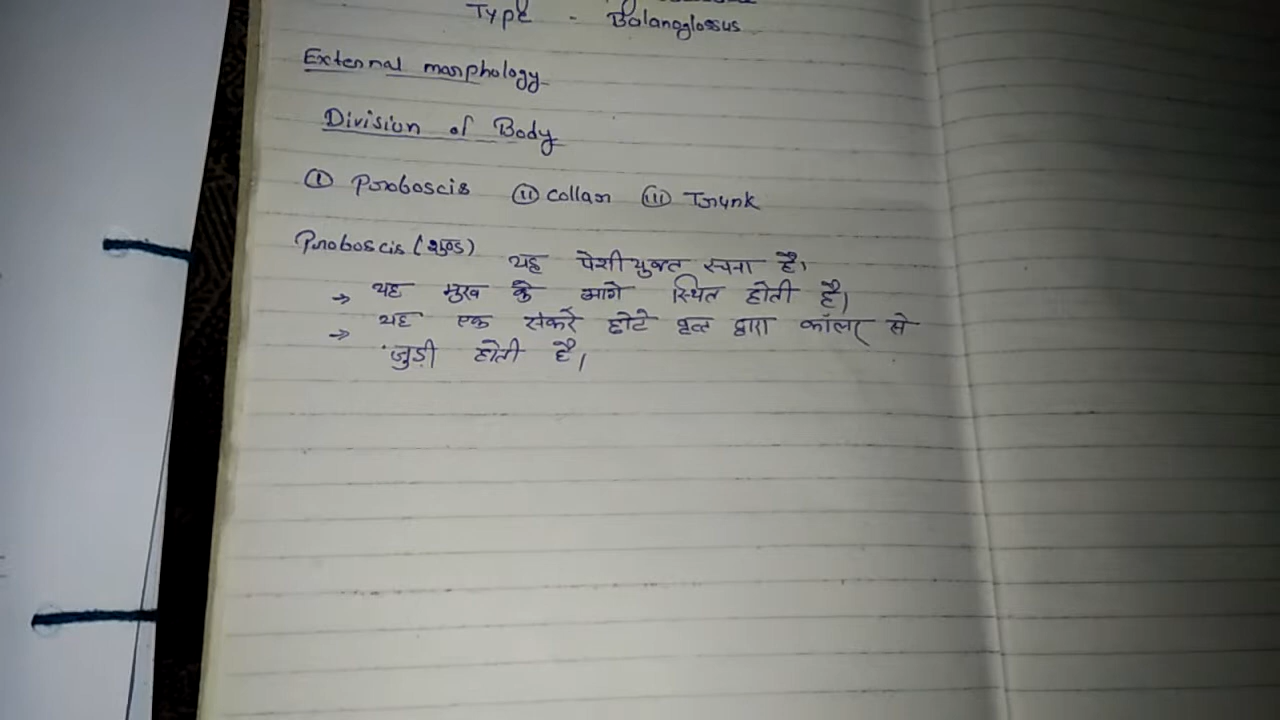 Type - Balanoglossus
External morphology
Division of Body
(i) Proboscis (ii) collar (iii) Trunk
Proboscis (शुण्ड) यह पेशीयुक्त रचना है।
→ यह मुख के आगे स्थित होती है।
→ यह एक संकरे छोटे वृन्त द्वारा कॉलर से
जुड़ी होती है।